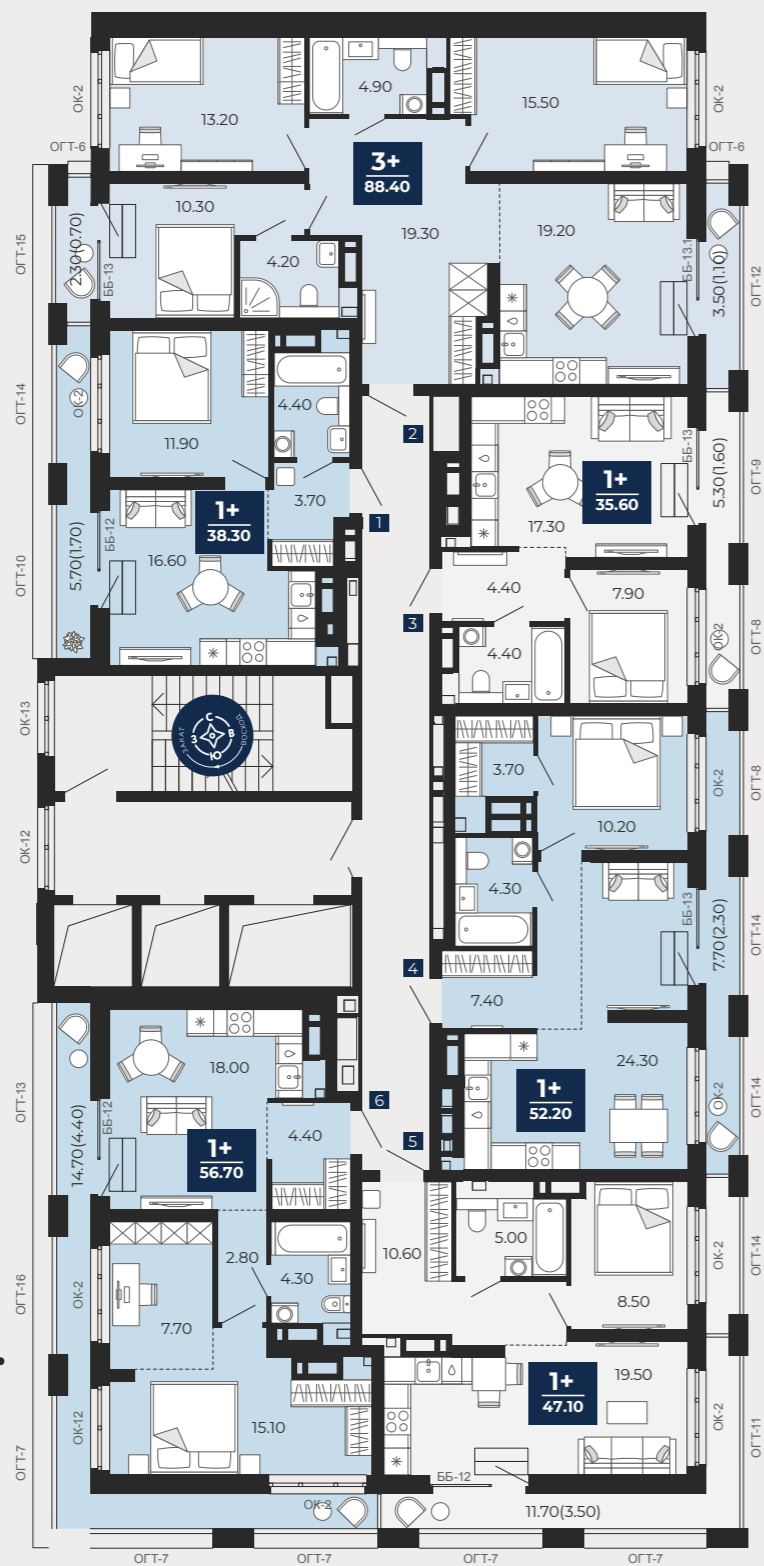 ОК-2
13.20
4.90
15.50
ОК-2
ОГТ-6
ОГТ-6
3+
88.40
10.30
19.30
19.20
ОГТ-15
2.30(0.70)
ББ-13
4.20
ББ-13.1
3.50(1.10)
ОГТ-12
ОГТ-14
ОК-2
11.90
4.40
2
ББ-13
5.30(1.60)
ОГТ-9
3.70
1+
38.30
1
17.30
1+
35.60
ОГТ-10
5.70(1.70)
ББ-12
16.60
3
4.40
7.90
4.40
ОК-2
ОГТ-8
ОК-13
С
З
В
Ю
ЗАКАТ
ВОСХОД
3.70
10.20
ОК-2
ОГТ-8
ОК-12
4.30
ББ-13
7.70(2.30)
ОГТ-14
4
7.40
18.00
24.30
1+
52.20
ОК-2
ОГТ-14
ОГТ-13
14.70(4.40)
ББ-12
6
5
1+
56.70
4.40
2.80
4.30
10.60
5.00
8.50
ОК-2
ОГТ-14
ОГТ-16
ОК-2
7.70
15.10
1+
47.10
19.50
ОК-2
ОГТ-11
ОГТ-7
ОК-12
ББ-12
ОК-2
11.70(3.50)
ОГТ-7
ОГТ-7
ОГТ-7
ОГТ-7